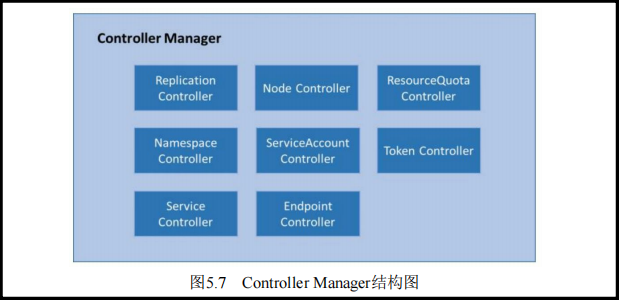 Controller Manager
Replication
Controller
Node Controller
ResourceQuota
Controller
Namespace
Controller
ServiceAccount
Controller
Token Controller
Service
Controller
Endpoint
Controller
图5.7 Controller Manager结构图